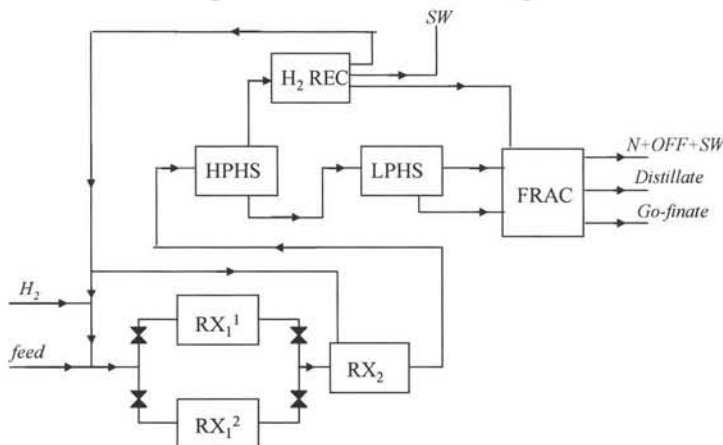 SW
H₂ REC
N+OFF+SW
HPHS
LPHS
FRAC
Distillate
Go-finate
H₂
RX₁¹
feed
RX₂
RX₁²